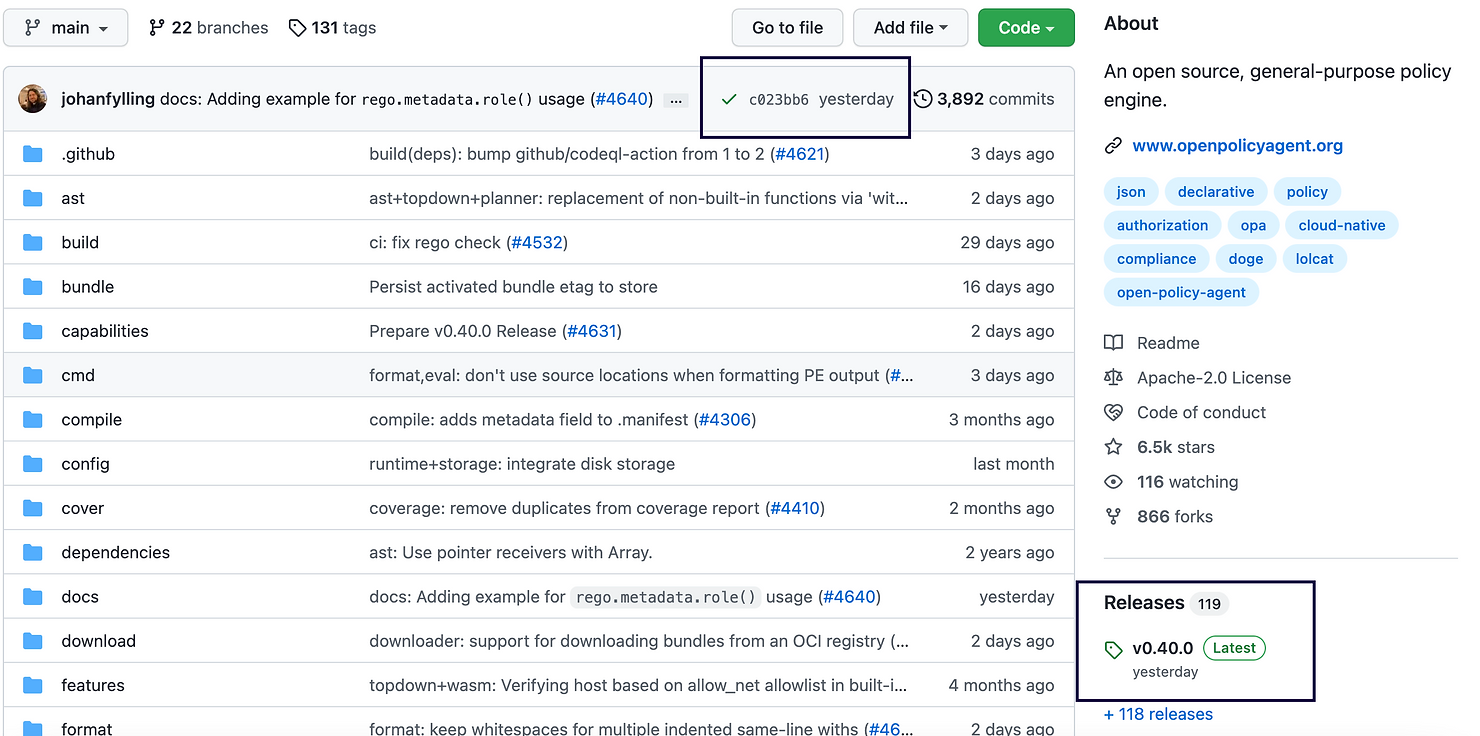 main 22 branches 131 tags Go to file Add file Code
johanfylling docs: Adding example for rego.metadata.role() usage (#4640) ... c023bb6 yesterday 3,892 commits
.github build(deps): bump github/codeql-action from 1 to 2 (#4621) 3 days ago
ast ast+topdown+planner: replacement of non-built-in functions via 'wit... 2 days ago
build ci: fix rego check (#4532) 29 days ago
bundle Persist activated bundle etag to store 16 days ago
capabilities Prepare v0.40.0 Release (#4631) 2 days ago
cmd format,eval: don't use source locations when formatting PE output (#... 3 days ago
compile compile: adds metadata field to .manifest (#4306) 3 months ago
config runtime+storage: integrate disk storage last month
cover coverage: remove duplicates from coverage report (#4410) 2 months ago
dependencies ast: Use pointer receivers with Array. 2 years ago
docs docs: Adding example for rego.metadata.role() usage (#4640) yesterday
download downloader: support for downloading bundles from an OCI registry (... 2 days ago
features topdown+wasm: Verifying host based on allow_net allowlist in built-i... 4 months ago
format format: keep whitespaces for multiple indented same-line withs (#46... 2 days ago
About
An open source, general-purpose policy
engine.
www.openpolicyagent.org
json declarative policy
authorization opa cloud-native
compliance doge lolcat
open-policy-agent
Readme
Apache-2.0 License
Code of conduct
6.5k stars
116 watching
866 forks
Releases 119
v0.40.0 Latest
yesterday
+ 118 releases